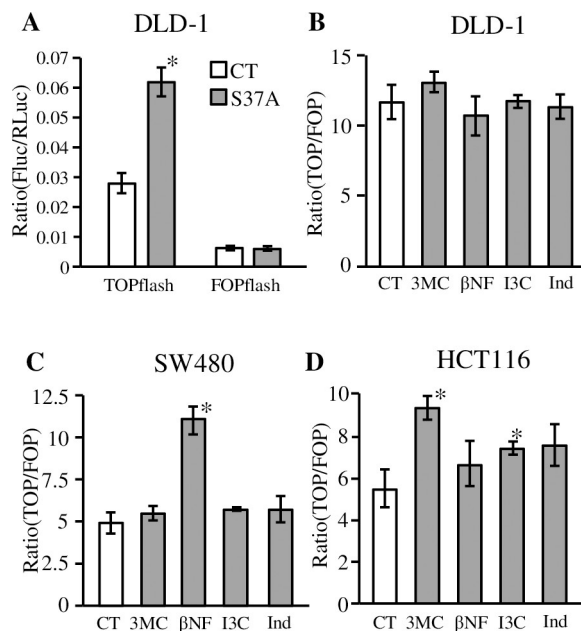 A
DLD-1
Ratio(Fluc/RLuc)
0.07
0.06
0.05
0.04
0.03
0.02
0.01
0
*
CT
S37A
TOPflash
FOPflash
B
DLD-1
Ratio(TOP/FOP)
15
10
5
0
CT 3MC βNF I3C Ind
C
SW480
Ratio(TOP/FOP)
12.5
10
7.5
5
2.5
0
*
CT 3MC βNF I3C Ind
D
HCT116
Ratio(TOP/FOP)
10
8
6
4
2
0
*
*
CT 3MC βNF I3C Ind